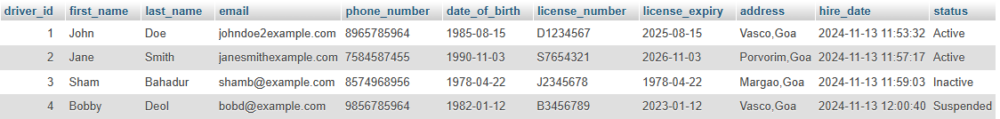 driver_id first_name last_name email phone_number date_of_birth license_number license_expiry address hire_date status
1 John Doe johndoe2example.com 8965785964 1985-08-15 D1234567 2025-08-15 Vasco,Goa 2024-11-13 11:53:32 Active
2 Jane Smith janesmithexample.com 7584587455 1990-11-03 S7654321 2026-11-03 Porvorim,Goa 2024-11-13 11:57:17 Active
3 Sham Bahadur shamb@example.com 8574968956 1978-04-22 J2345678 1978-04-22 Margao,Goa 2024-11-13 11:59:03 Inactive
4 Bobby Deol bobd@example.com 9856785964 1982-01-12 B3456789 2023-01-12 Vasco,Goa 2024-11-13 12:00:40 Suspended